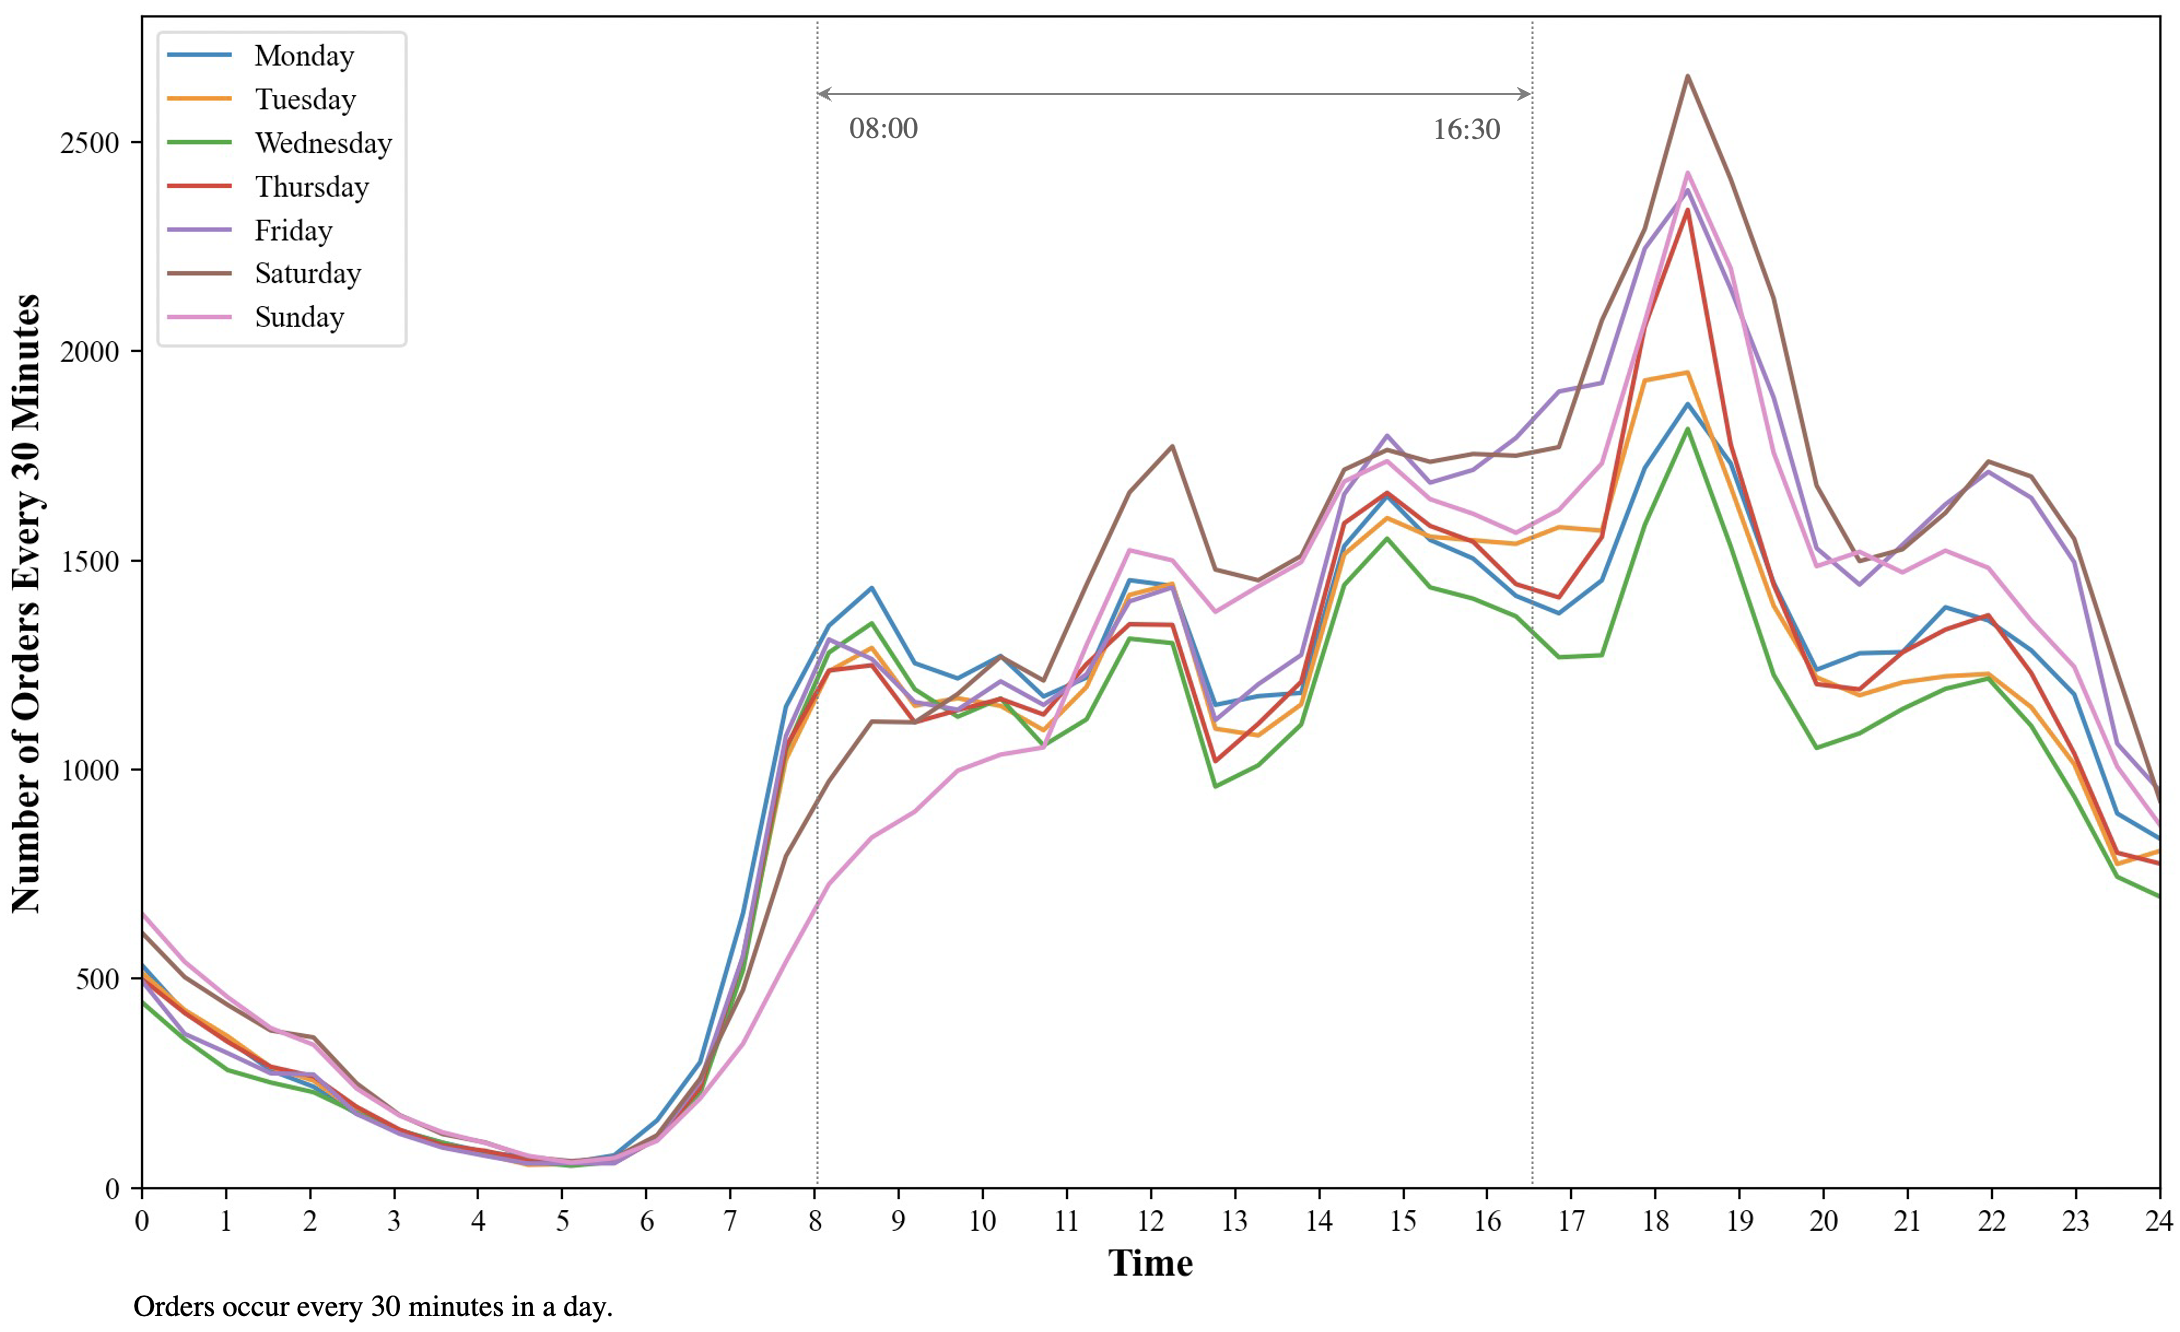 Monday
Tuesday
Wednesday
Thursday
Friday
Saturday
Sunday
08:00
16:30
Number of Orders Every 30 Minutes
2500
2000
1500
1000
500
0
0 1 2 3 4 5 6 7 8 9 10 11 12 13 14 15 16 17 18 19 20 21 22 23 24
Time
Orders occur every 30 minutes in a day.